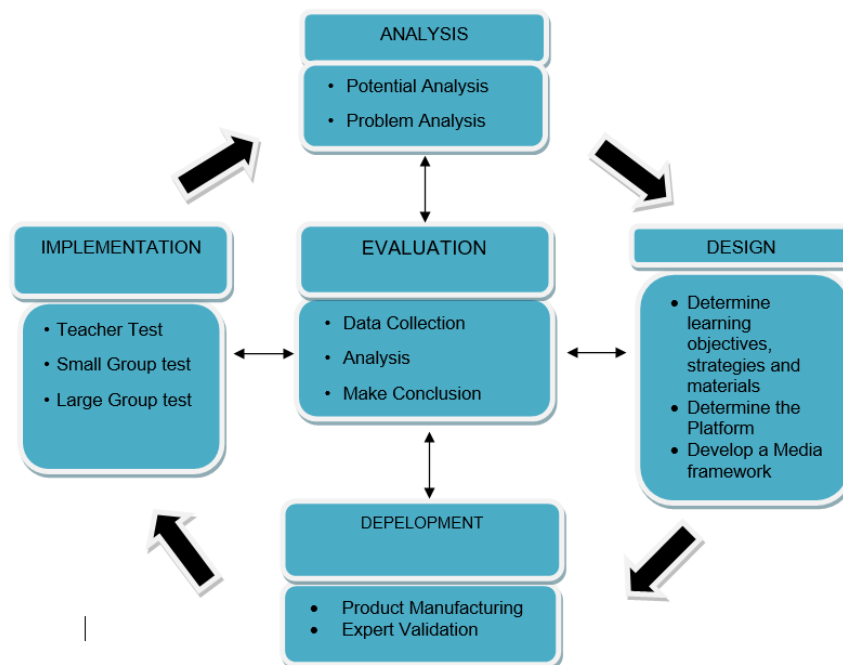 ANALYSIS
• Potential Analysis
• Problem Analysis
IMPLEMENTATION
• Teacher Test
• Small Group test
• Large Group test
EVALUATION
• Data Collection
• Analysis
• Make Conclusion
DESIGN
• Determine
learning
objectives,
strategies and
materials
• Determine the
Platform
• Develop a Media
framework
DEPELOPMENT
• Product Manufacturing
• Expert Validation